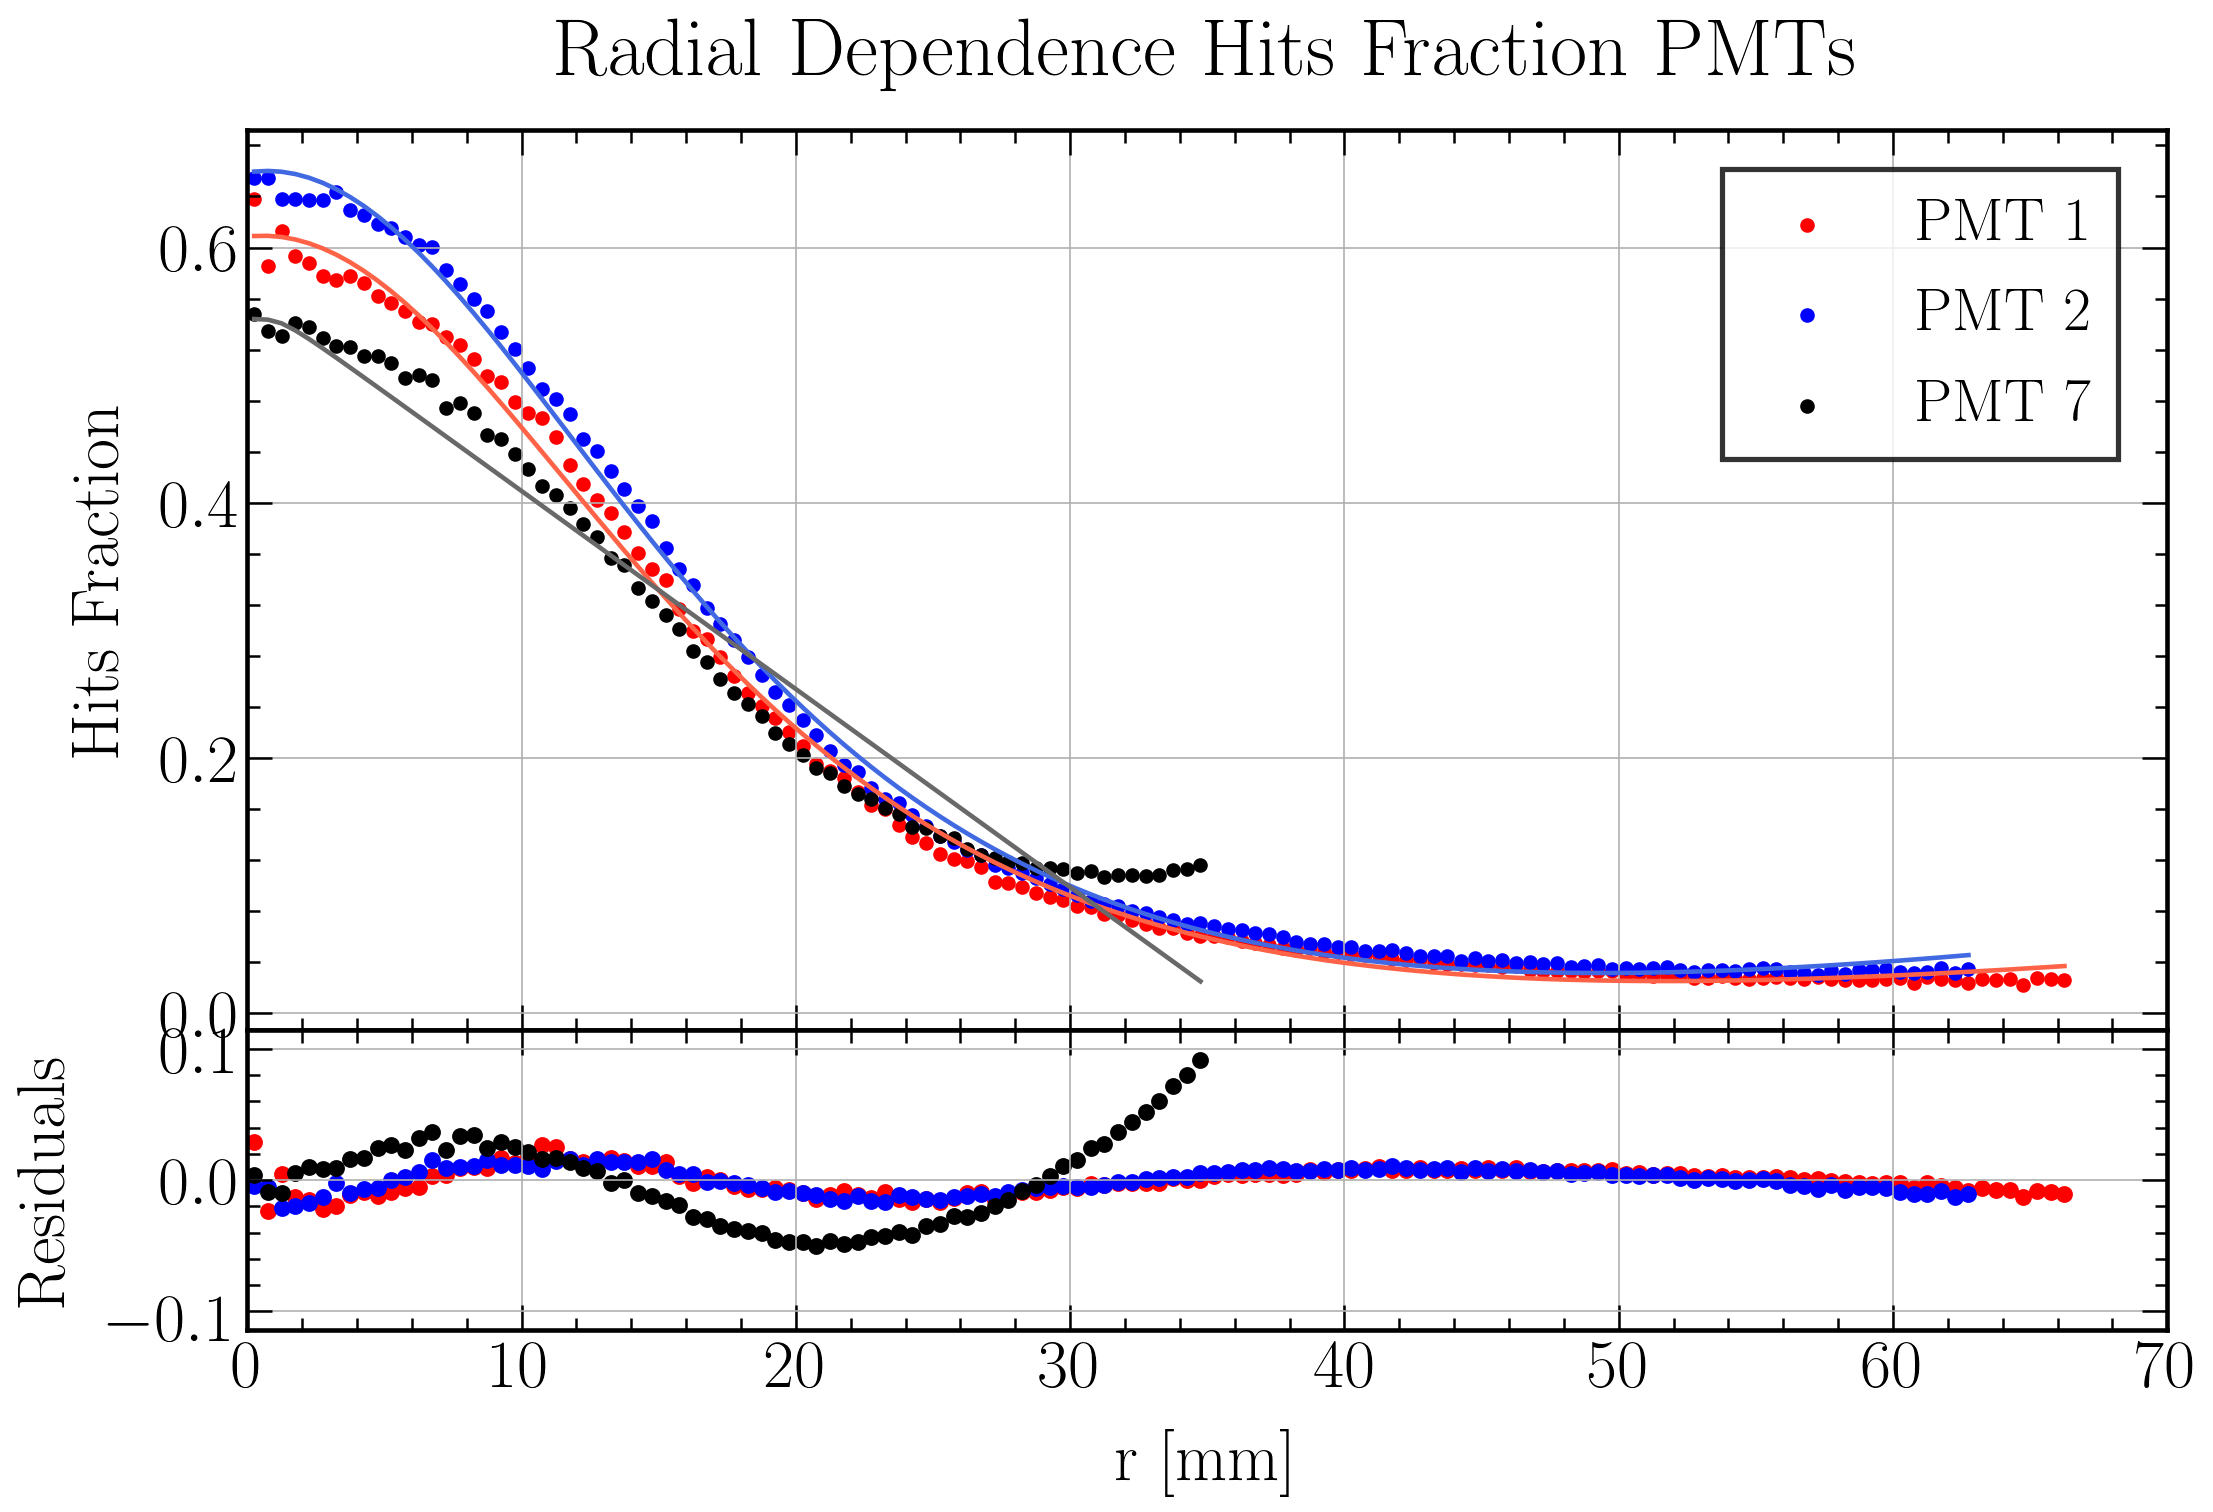 Radial Dependence Hits Fraction PMTs
PMT 1
PMT 2
PMT 7
Hits Fraction
0.6
0.4
0.2
0.0
Residuals
0.1
0.0
−0.1
0 10 20 30 40 50 60 70
r [mm]